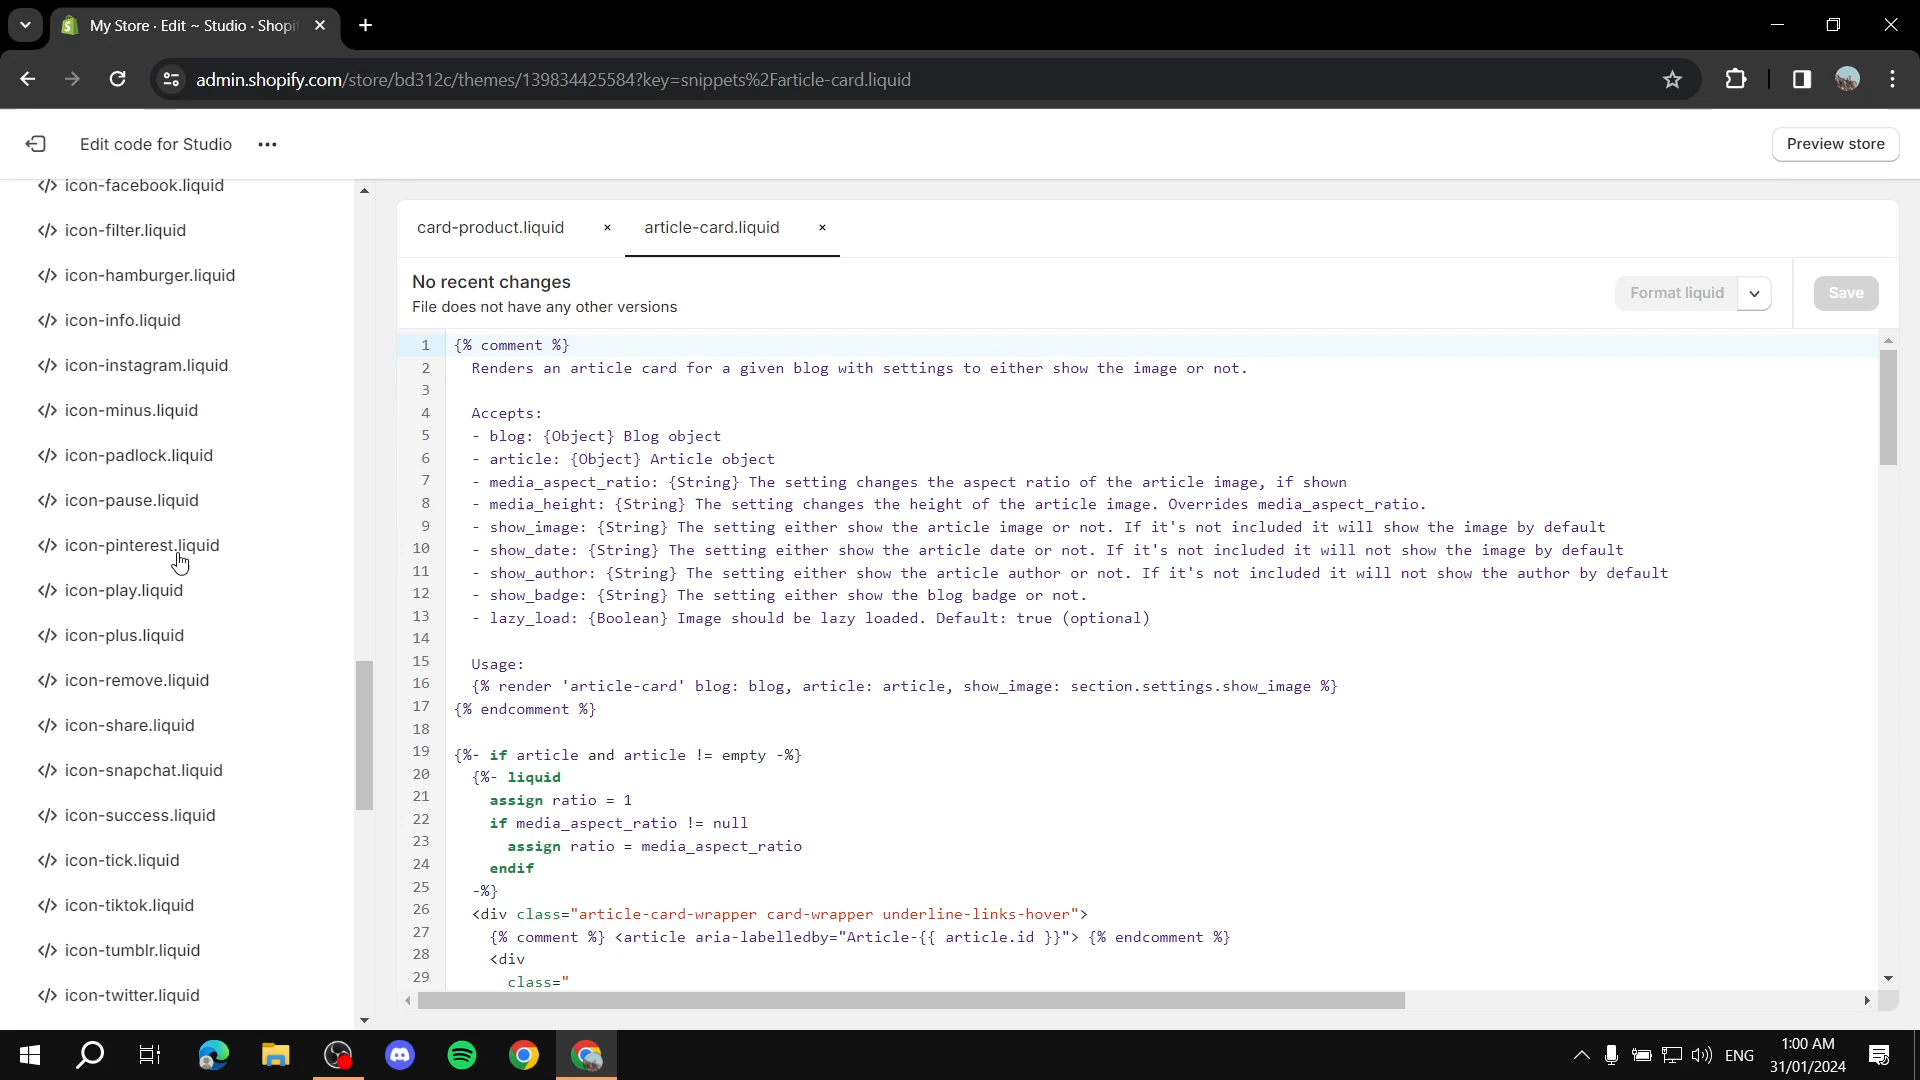 My Store · Edit ~ Studio · Shopi
admin.shopify.com/store/bd312c/themes/139834425584?key=snippets%2Farticle-card.liquid
Edit code for Studio
Preview store
icon-facebook.liquid
icon-filter.liquid
icon-hamburger.liquid
icon-info.liquid
icon-instagram.liquid
icon-minus.liquid
icon-padlock.liquid
icon-pause.liquid
icon-pinterest.liquid
icon-play.liquid
icon-plus.liquid
icon-remove.liquid
icon-share.liquid
icon-snapchat.liquid
icon-success.liquid
icon-tick.liquid
icon-tiktok.liquid
icon-tumblr.liquid
icon-twitter.liquid
card-product.liquid
article-card.liquid
No recent changes
File does not have any other versions
Format liquid
Save
1 {% comment %}
2 Renders an article card for a given blog with settings to either show the image or not.
3
4 Accepts:
5 - blog: {Object} Blog object
6 - article: {Object} Article object
7 - media_aspect_ratio: {String} The setting changes the aspect ratio of the article image, if shown
8 - media_height: {String} The setting changes the height of the article image. Overrides media_aspect_ratio.
9 - show_image: {String} The setting either show the article image or not. If it's not included it will show the image by default
10 - show_date: {String} The setting either show the article date or not. If it's not included it will not show the image by default
11 - show_author: {String} The setting either show the article author or not. If it's not included it will not show the author by default
12 - show_badge: {String} The setting either show the blog badge or not.
13 - lazy_load: {Boolean} Image should be lazy loaded. Default: true (optional)
14
15 Usage:
16 {% render 'article-card' blog: blog, article: article, show_image: section.settings.show_image %}
17 {% endcomment %}
18
19 {%- if article and article != empty -%}
20 {%- liquid
21 assign ratio = 1
22 if media_aspect_ratio != null
23 assign ratio = media_aspect_ratio
24 endif
25 -%}
26 <div class="article-card-wrapper card-wrapper underline-links-hover">
27 {% comment %} <article aria-labelledby="Article-{{ article.id }}"> {% endcomment %}
28 <div
29 class="
ENG
1:00 AM
31/01/2024